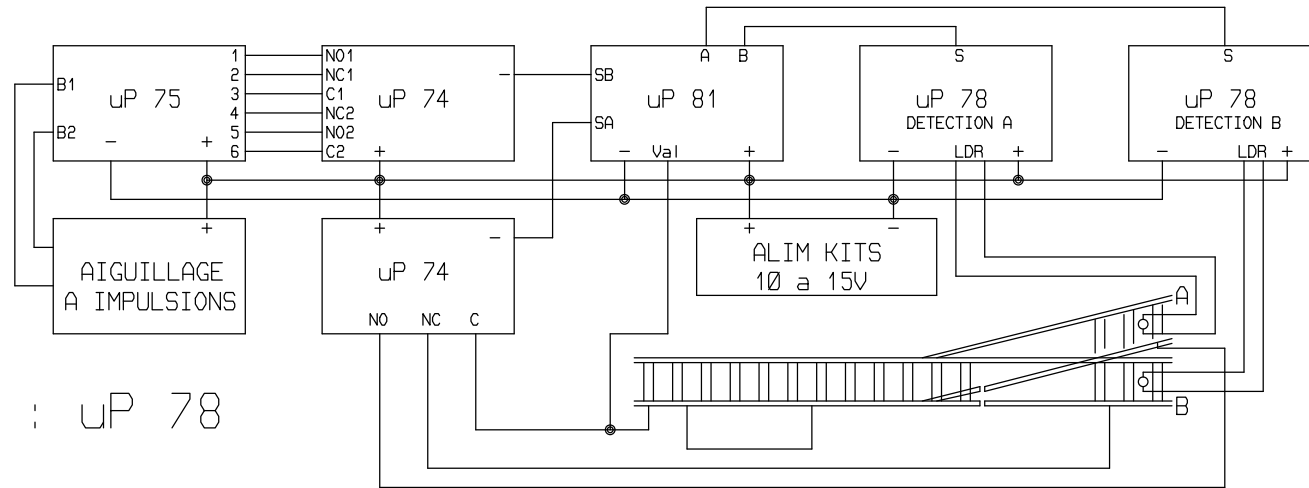 A B S S
B1 1 NO1 - SB uP 81 uP 78 uP 78
uP 75 2 NC1 DETECTION A DETECTION B
3 C1 uP 74
B2 4 NC2 SA
- + 5 NO2 - Val + - LDR + - LDR +
6 C2 +
+ + - + -
AIGUILLAGE uP 74 ALIM KITS
A IMPULSIONS 10 a 15V
NO NC C A
: uP 78 B